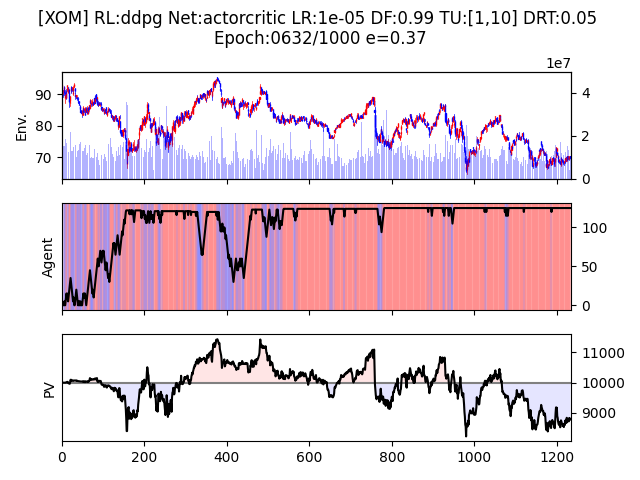 [XOM] RL:ddpg Net:actorcritic LR:1e-05 DF:0.99 TU:[1,10] DRT:0.05
Epoch:0632/1000 e=0.37
1e7
Env.
90
80
70
4
2
0
Agent
100
50
0
PV
11000
10000
9000
0 200 400 600 800 1000 1200